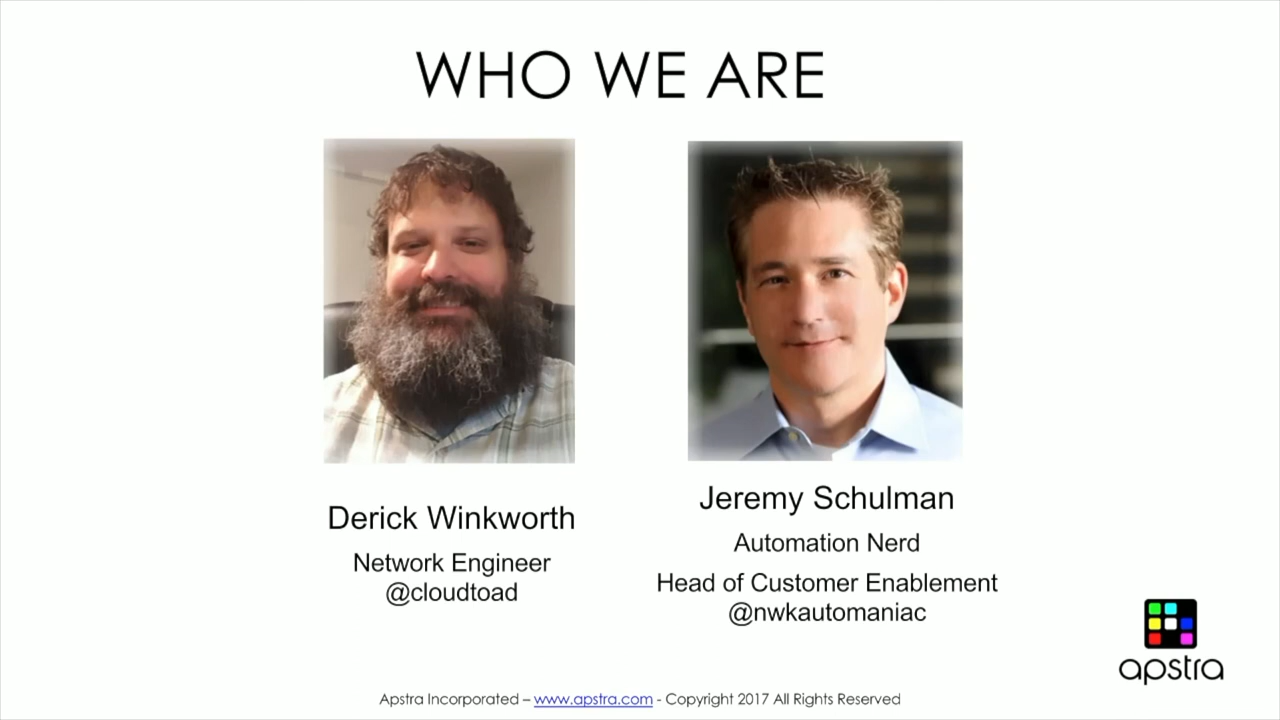 WHO WE ARE
Derick Winkworth
Network Engineer
@cloudtoad
Jeremy Schulman
Automation Nerd
Head of Customer Enablement
@nwkautomaniac
apstra
Apstra Incorporated – www.apstra.com - Copyright 2017 All Rights Reserved